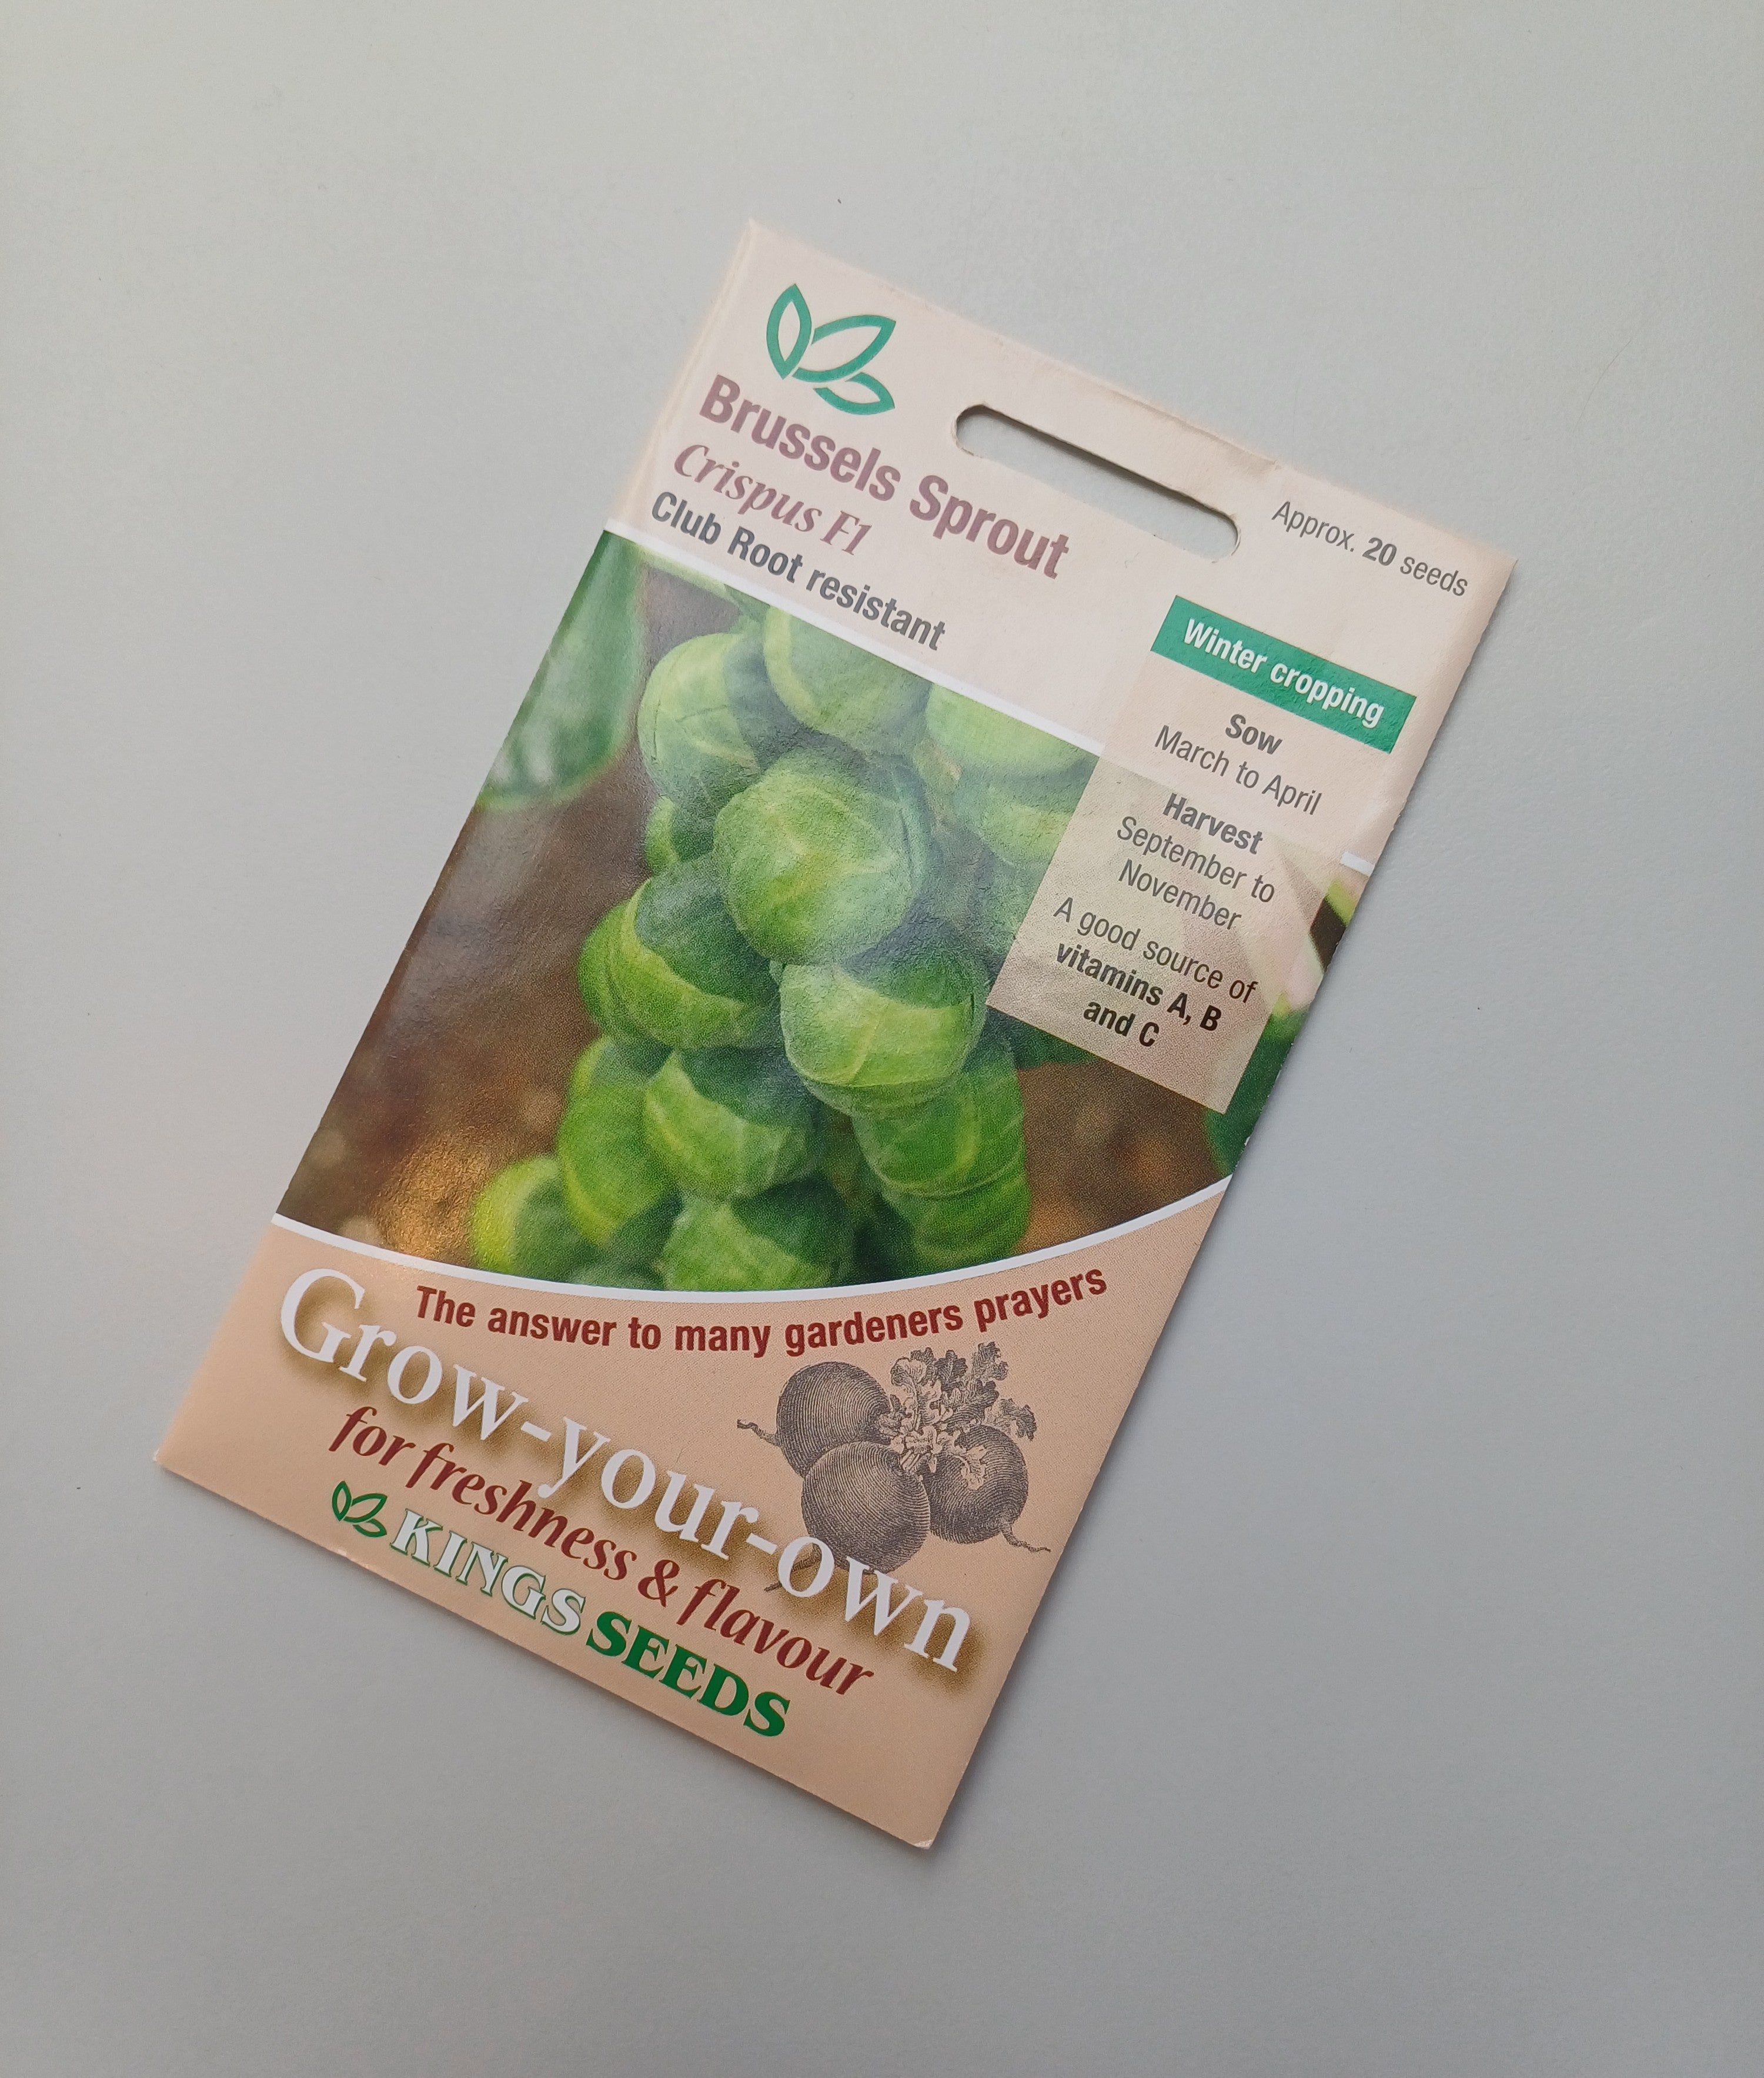 Brussels Sprout
Crispus F1
Club Root resistant
Approx. 20 seeds
Winter cropping
Sow
March to April
Harvest
September to
November
A good source of
vitamins A, B
and C
The answer to many gardeners prayers
Grow-your-own
for freshness & flavour
KINGS SEEDS